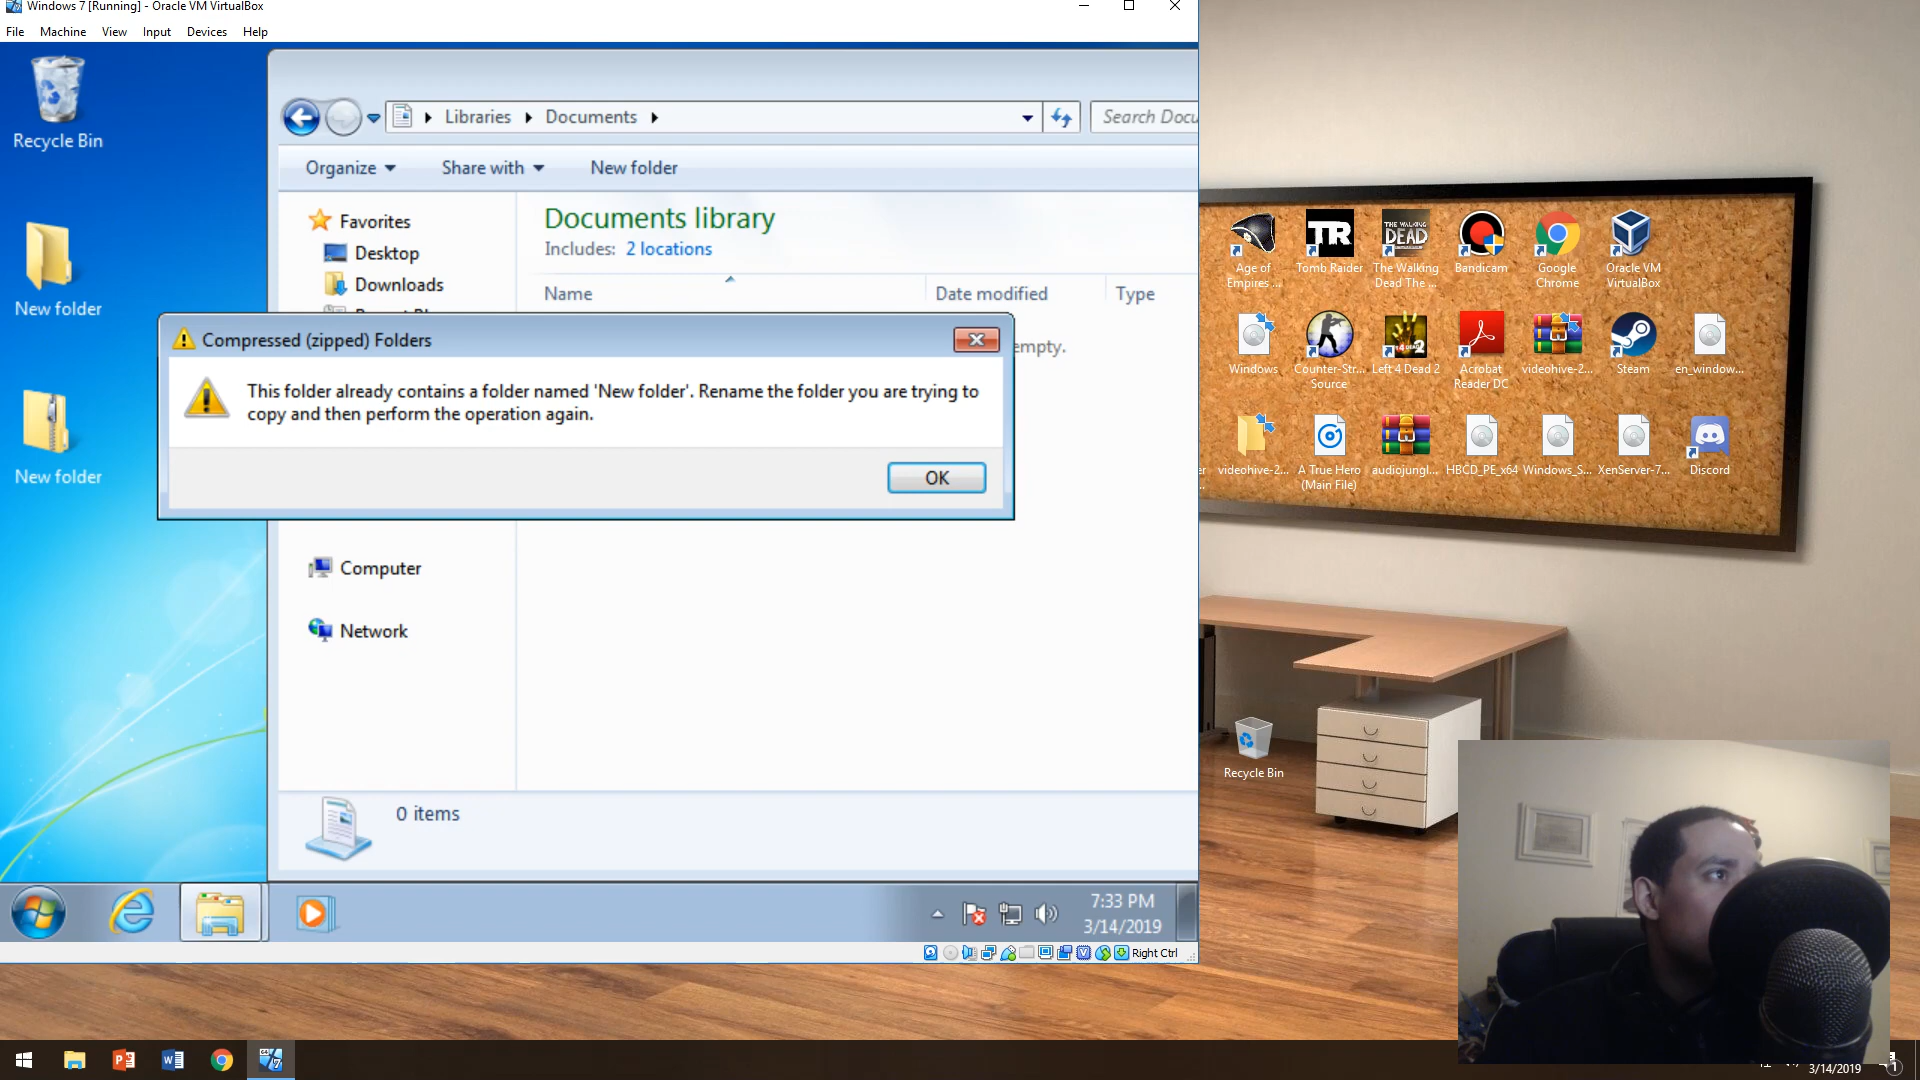 Windows 7 [Running] - Oracle VM VirtualBox
File Machine View Input Devices Help
Recycle Bin
New folder
New folder
Libraries Documents
Search Docu
Organize Share with New folder
Favorites
Desktop
Downloads
Documents library
Includes: 2 locations
Name Date modified Type
empty.
Compressed (zipped) Folders
This folder already contains a folder named 'New folder'. Rename the folder you are trying to
copy and then perform the operation again.
OK
Computer
Network
0 items
7:33 PM
3/14/2019
Right Ctrl
Age of
Empires ...
TR
Tomb Raider
THE WALKING
DEAD
The Walking
Dead The ...
Bandicam
Google
Chrome
Oracle VM
VirtualBox
Windows
Counter-Str...
Source
Left 4 Dead 2
Acrobat
Reader DC
videohive-2...
Steam
en_window...
videohive-2...
A True Hero
(Main File)
audiojungl...
HBCD_PE_x64
Windows_S...
XenServer-7...
Discord
Recycle Bin
3/14/2019
1